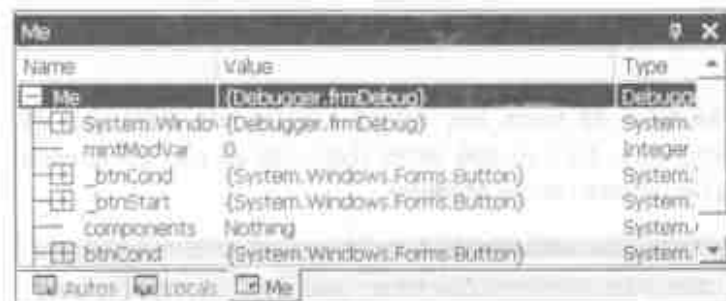 Me
Name Value Type
Me {Debugger.frmDebug} Debugg
System.Windo {Debugger.frmDebug} System.
mintModVar 0 Integer
_btnCond {System.Windows.Forms.Button} System.
_btnStart {System.Windows.Forms.Button} System.
components Nothing System.
btnCond {System.Windows.Forms.Button} System.
Autos Locals Me